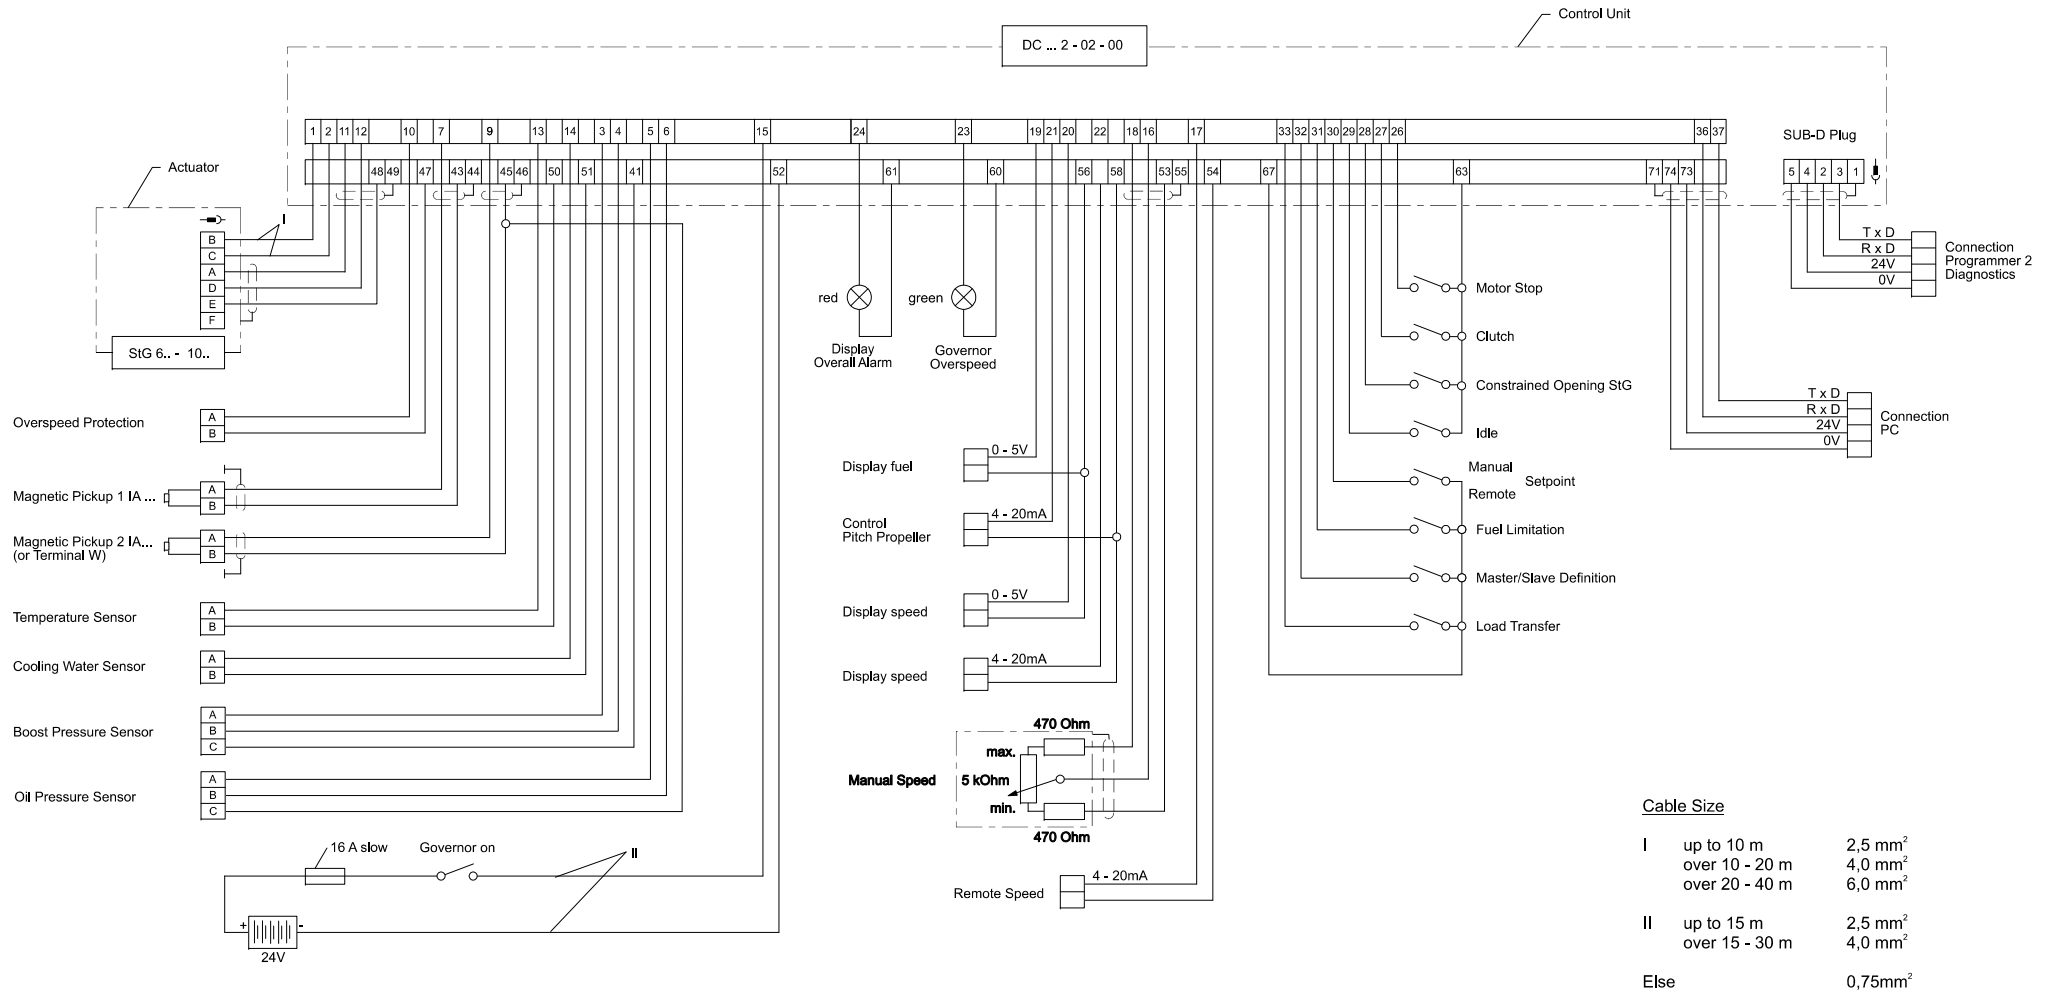 Control Unit
DC ... 2 - 02 - 00
1 2 11 12 10 7 9 13 14 3 4 5 6 15 24 23 19 21 20 22 18 16 17 33 32 31 30 29 28 27 26 36 37
SUB-D Plug
48 49 47 43 44 45 46 50 51 41 52 61 60 56 58 53 55 54 67 63 71 74 73
5 4 2 3 1
Actuator
I
B
C
A
D
E
F
StG 6.. - 10..
T x D
R x D
24V
0V
Connection
Programmer 2
Diagnostics
red
green
Display
Overall Alarm
Governor
Overspeed
Motor Stop
Clutch
Constrained Opening StG
Idle
Manual
Remote
Setpoint
Fuel Limitation
Master/Slave Definition
Load Transfer
T x D
R x D
24V
0V
Connection
PC
Overspeed Protection
A
B
Magnetic Pickup 1 IA ...
A
B
Magnetic Pickup 2 IA...
(or Terminal W)
A
B
Temperature Sensor
A
B
Cooling Water Sensor
A
B
Boost Pressure Sensor
A
B
C
Oil Pressure Sensor
A
B
C
Display fuel
0 - 5V
Control
Pitch Propeller
4 - 20mA
Display speed
0 - 5V
Display speed
4 - 20mA
470 Ohm
max.
Manual Speed
5 kOhm
min.
470 Ohm
Remote Speed
4 - 20mA
16 A slow
Governor on
II
+
-
24V
Cable Size
I up to 10 m 2,5 mm²
over 10 - 20 m 4,0 mm²
over 20 - 40 m 6,0 mm²
II up to 15 m 2,5 mm²
over 15 - 30 m 4,0 mm²
Else 0,75mm²